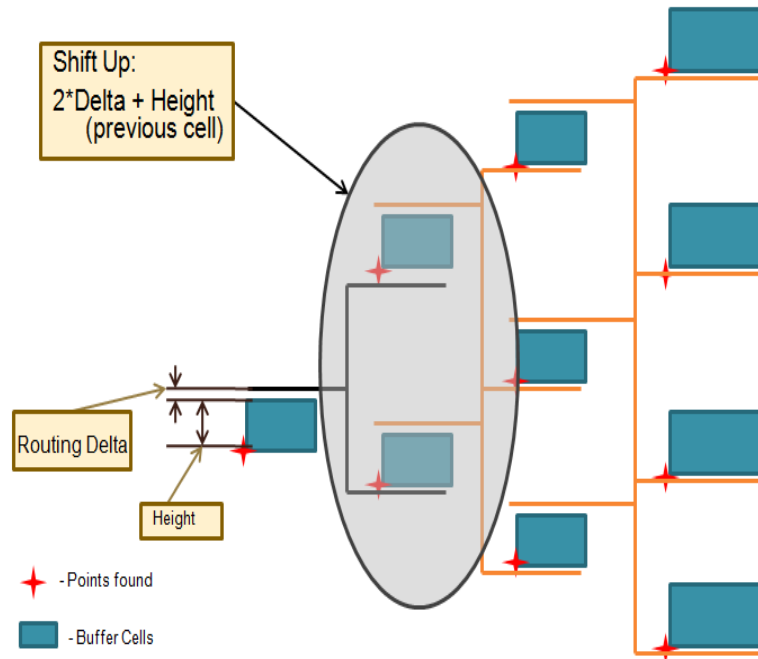 Shift Up:
2*Delta + Height
(previous cell)
Routing Delta
Height
- Points found
- Buffer Cells